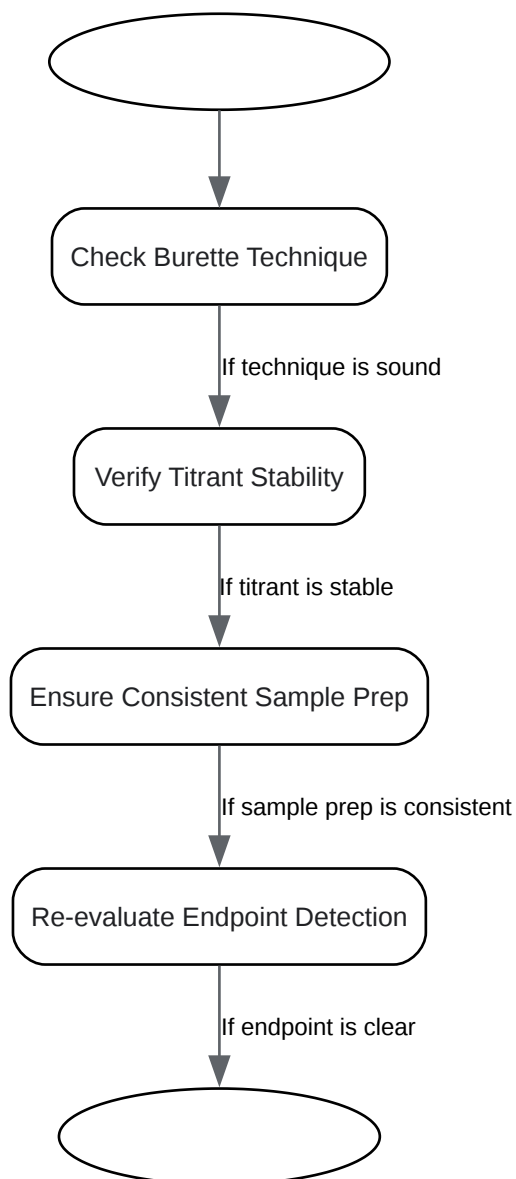 Check Burette Technique
If technique is sound
Verify Titrant Stability
If titrant is stable
Ensure Consistent Sample Prep
If sample prep is consistent
Re-evaluate Endpoint Detection
If endpoint is clear